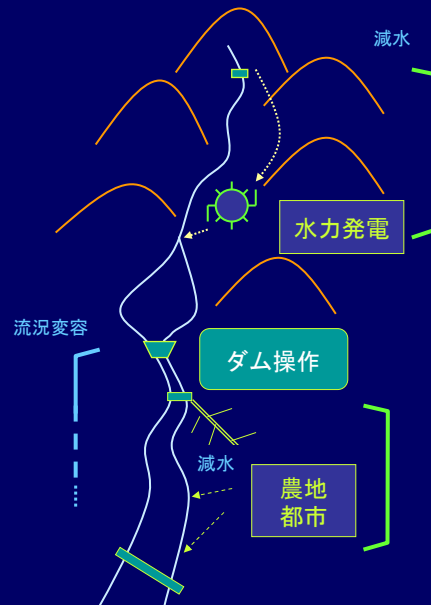 減水
水力発電
流況変容
ダム操作
減水
農地
都市